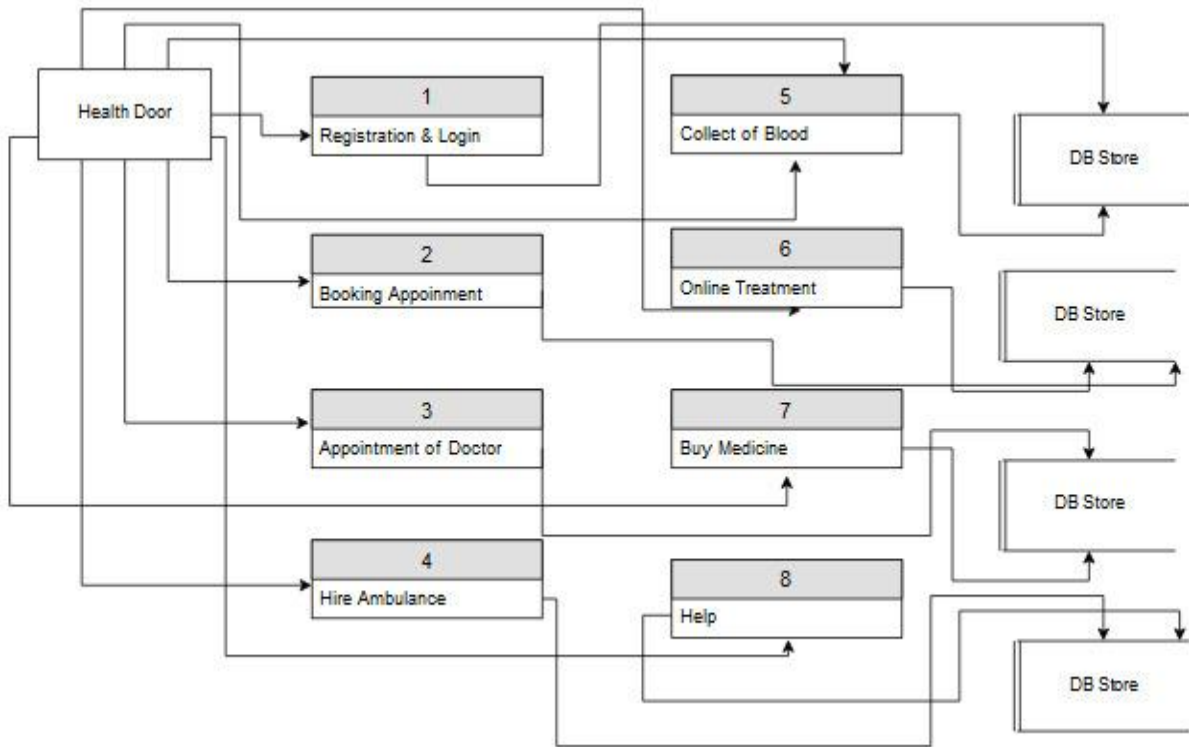 Health Door
1
Registration & Login
2
Booking Appoinment
3
Appointment of Doctor
4
Hire Ambulance
5
Collect of Blood
6
Online Treatment
7
Buy Medicine
8
Help
DB Store
DB Store
DB Store
DB Store